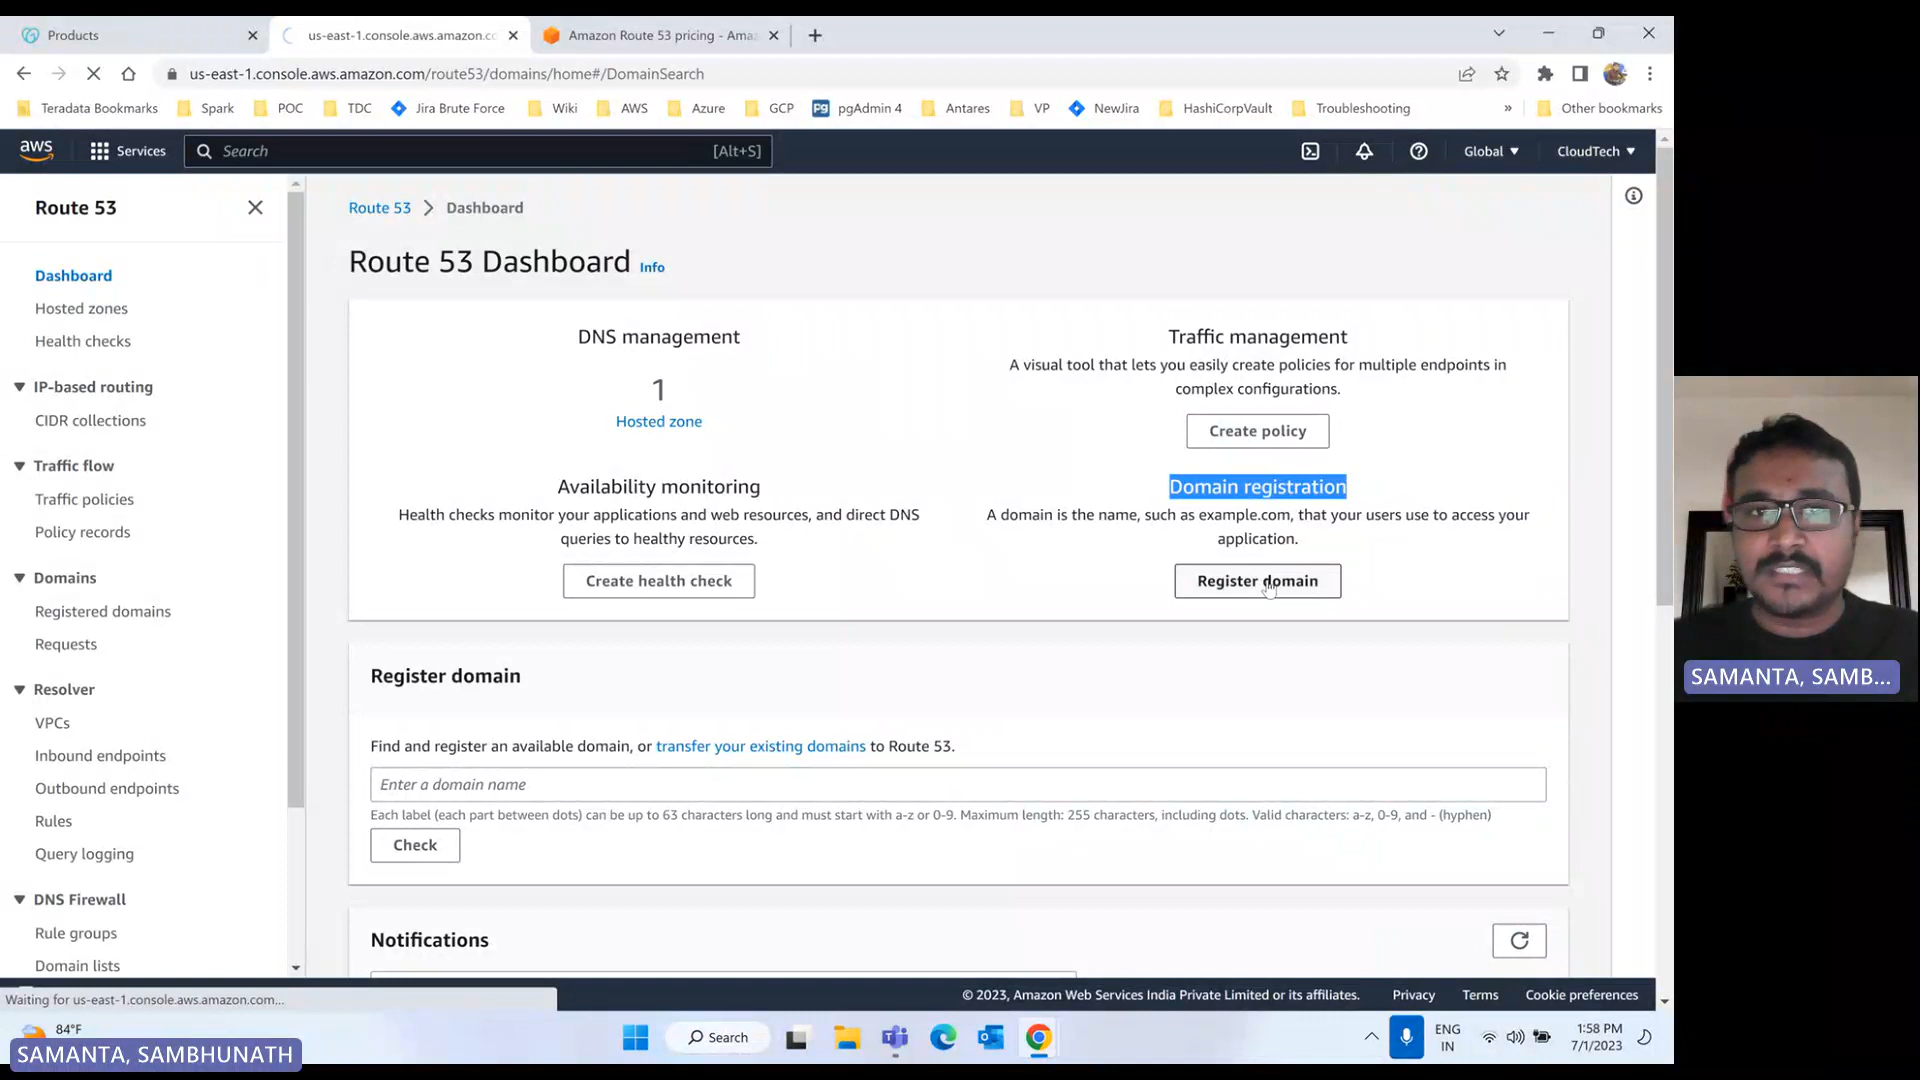 Products
us-east-1.console.aws.amazon.co
Amazon Route 53 pricing - Ama
us-east-1.console.aws.amazon.com/route53/domains/home#/DomainSearch
Teradata Bookmarks
Spark
POC
TDC
Jira Brute Force
Wiki
AWS
Azure
GCP
Pg
pgAdmin 4
Antares
VP
NewJira
HashiCorpVault
Troubleshooting
»
Other bookmarks
aws
Services
Search
[Alt+S]
Global
CloudTech
Route 53
Dashboard
Hosted zones
Health checks
IP-based routing
CIDR collections
Traffic flow
Traffic policies
Policy records
Domains
Registered domains
Requests
Resolver
VPCs
Inbound endpoints
Outbound endpoints
Rules
Query logging
DNS Firewall
Rule groups
Domain lists
Route 53 > Dashboard
Route 53 Dashboard Info
DNS management
1
Hosted zone
Traffic management
A visual tool that lets you easily create policies for multiple endpoints in
complex configurations.
Create policy
Availability monitoring
Health checks monitor your applications and web resources, and direct DNS
queries to healthy resources.
Create health check
Domain registration
A domain is the name, such as example.com, that your users use to access your
application.
Register domain
Register domain
Find and register an available domain, or transfer your existing domains to Route 53.
Enter a domain name
Each label (each part between dots) can be up to 63 characters long and must start with a-z or 0-9. Maximum length: 255 characters, including dots. Valid characters: a-z, 0-9, and - (hyphen)
Check
Notifications
Waiting for us-east-1.console.aws.amazon.com...
© 2023, Amazon Web Services India Private Limited or its affiliates.
Privacy
Terms
Cookie preferences
84°F
Search
ENG
IN
1:58 PM
7/1/2023
SAMANTA, SAMBHUNATH
SAMANTA, SAMB...